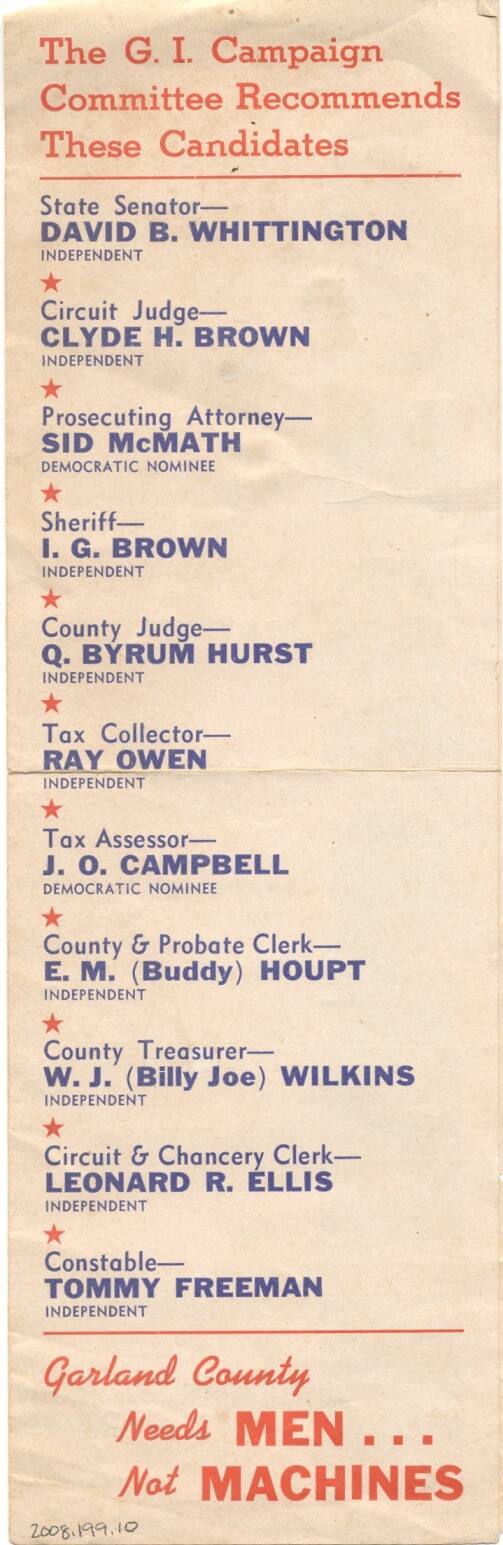 The G. I. Campaign
Committee Recommends
These Candidates
State Senator—
DAVID B. WHITTINGTON
INDEPENDENT
Circuit Judge—
CLYDE H. BROWN
INDEPENDENT
Prosecuting Attorney—
SID McMATH
DEMOCRATIC NOMINEE
Sheriff—
I. G. BROWN
INDEPENDENT
County Judge—
Q. BYRUM HURST
INDEPENDENT
Tax Collector—
RAY OWEN
INDEPENDENT
Tax Assessor—
J. O. CAMPBELL
DEMOCRATIC NOMINEE
County & Probate Clerk—
E. M. (Buddy) HOUPT
INDEPENDENT
County Treasurer—
W. J. (Billy Joe) WILKINS
INDEPENDENT
Circuit & Chancery Clerk—
LEONARD R. ELLIS
INDEPENDENT
Constable—
TOMMY FREEMAN
INDEPENDENT
Garland County
Needs MEN . . .
Not MACHINES
2008.199.10